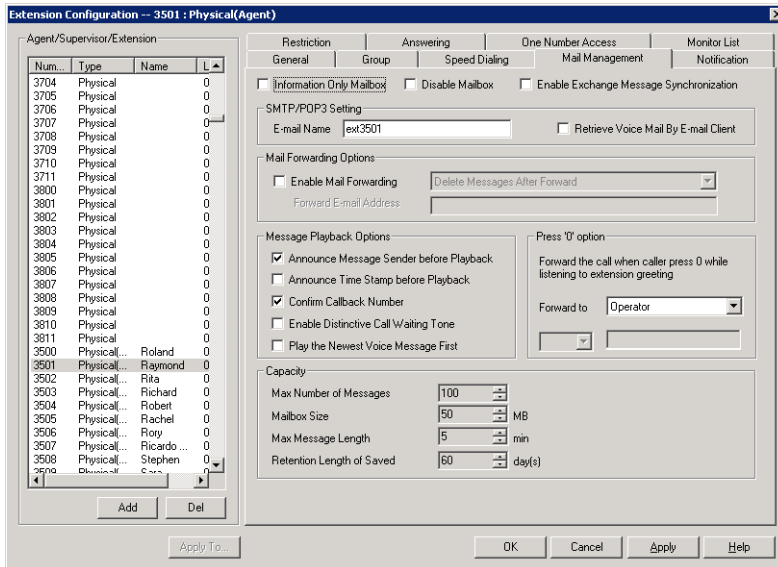 Extension Configuration -- 3501 : Physical(Agent)
Agent/Supervisor/Extension
Num... Type Name L
3704 Physical 0
3705 Physical 0
3706 Physical 0
3707 Physical 0
3708 Physical 0
3709 Physical 0
3710 Physical 0
3711 Physical 0
3800 Physical 0
3801 Physical 0
3802 Physical 0
3803 Physical 0
3804 Physical 0
3805 Physical 0
3806 Physical 0
3807 Physical 0
3808 Physical 0
3809 Physical 0
3810 Physical 0
3811 Physical 0
3500 Physical(... Roland 0
3501 Physical(... Raymond 0
3502 Physical(... Rita 0
3503 Physical(... Richard 0
3504 Physical(... Robert 0
3505 Physical(... Rachel 0
3506 Physical(... Rory 0
3507 Physical(... Ricardo ... 0
3508 Physical(... Stephen 0
3509 Physical(... Sara 0
Add Del
Apply To...
Restriction Answering One Number Access Monitor List
General Group Speed Dialing Mail Management Notification
Information Only Mailbox Disable Mailbox Enable Exchange Message Synchronization
SMTP/POP3 Setting
E-mail Name ext3501 Retrieve Voice Mail By E-mail Client
Mail Forwarding Options
Enable Mail Forwarding Delete Messages After Forward
Forward E-mail Address
Message Playback Options
Announce Message Sender before Playback
Announce Time Stamp before Playback
Confirm Callback Number
Enable Distinctive Call Waiting Tone
Play the Newest Voice Message First
Press '0' option
Forward the call when caller press 0 while
listening to extension greeting
Forward to Operator
Capacity
Max Number of Messages 100
Mailbox Size 50 MB
Max Message Length 5 min
Retention Length of Saved 60 day(s)
OK Cancel Apply Help